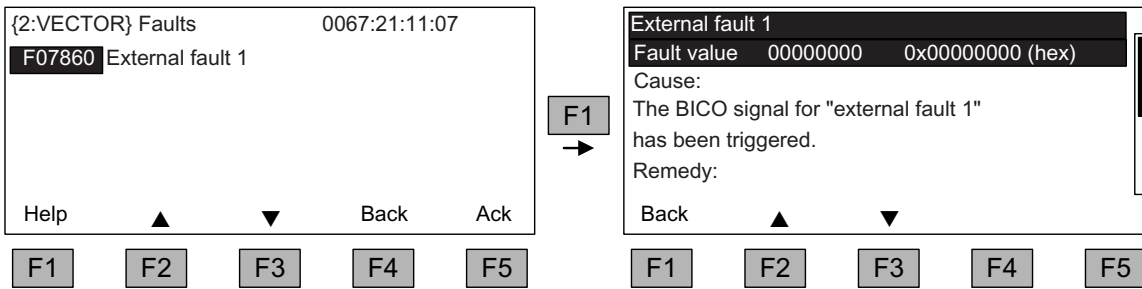 {2:VECTOR} Faults 0067:21:11:07
F07860 External fault 1
Help ▲ ▼ Back Ack
F1 F2 F3 F4 F5
F1
External fault 1
Fault value 00000000 0x00000000 (hex)
Cause:
The BICO signal for "external fault 1"
has been triggered.
Remedy:
Back ▲ ▼
F1 F2 F3 F4 F5